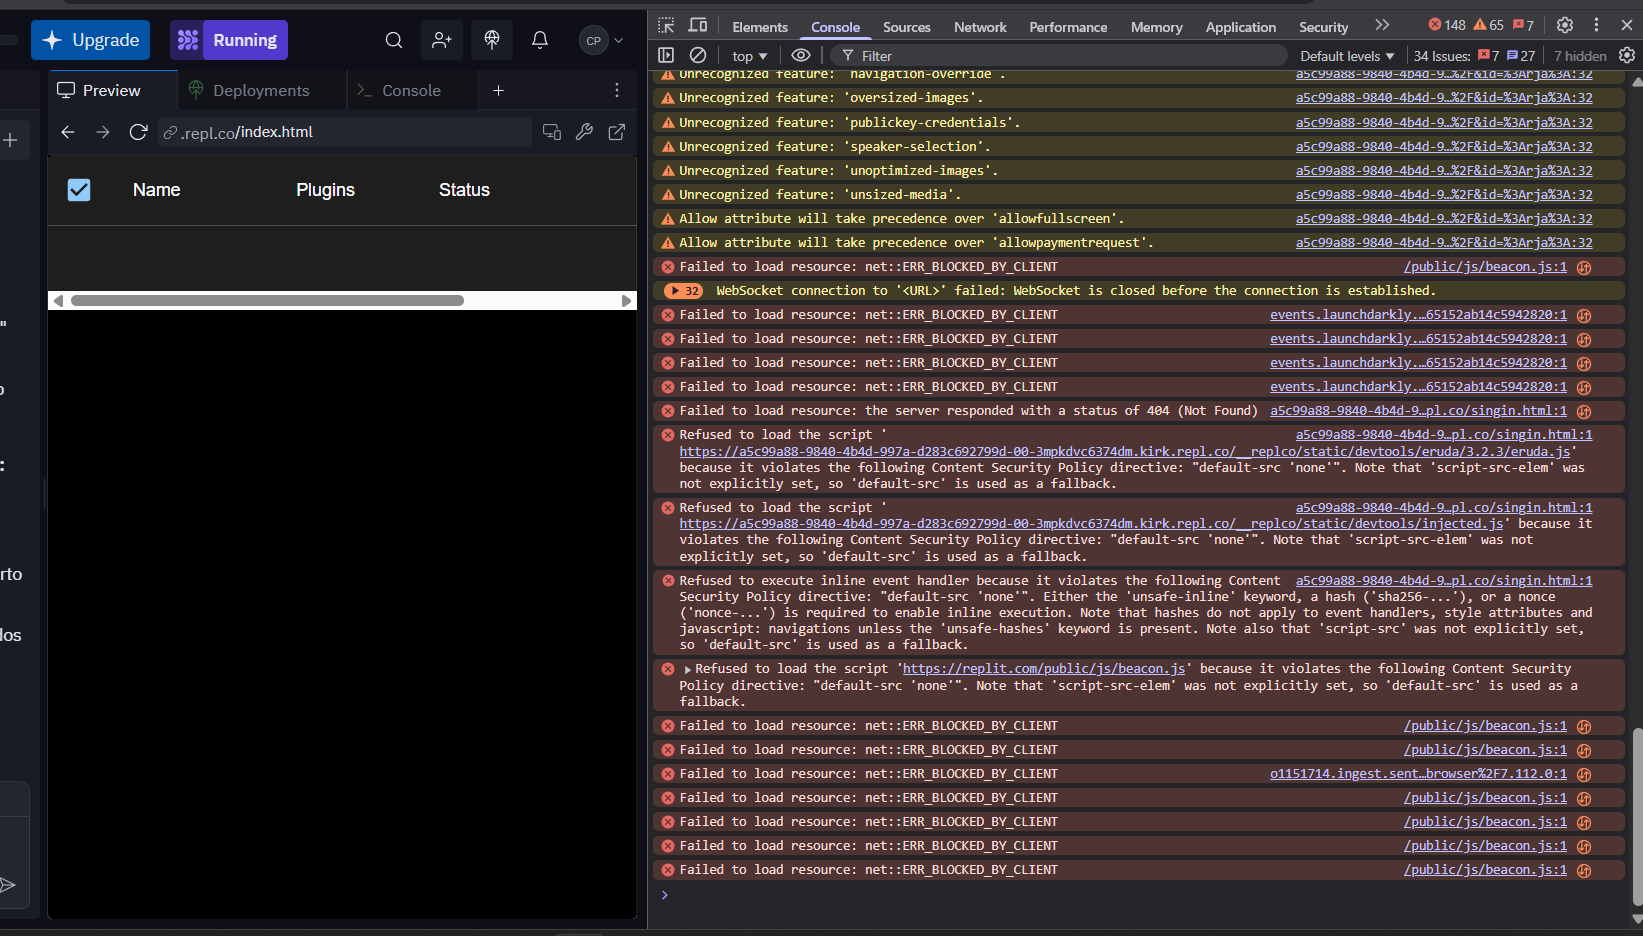 Upgrade
Running
CP
Preview
Deployments
Console
.repl.co/index.html
Name
Plugins
Status
"
o
:
rto
dos
Elements
Console
Sources
Network
Performance
Memory
Application
Security
148
65
7
top
Filter
Default levels
34 Issues: 7 27
7 hidden
Unrecognized feature: 'navigation-override'. a5c99a88-9840-4b4d-9…%2F&id=%3Arja%3A:32
Unrecognized feature: 'oversized-images'. a5c99a88-9840-4b4d-9…%2F&id=%3Arja%3A:32
Unrecognized feature: 'publickey-credentials'. a5c99a88-9840-4b4d-9…%2F&id=%3Arja%3A:32
Unrecognized feature: 'speaker-selection'. a5c99a88-9840-4b4d-9…%2F&id=%3Arja%3A:32
Unrecognized feature: 'unoptimized-images'. a5c99a88-9840-4b4d-9…%2F&id=%3Arja%3A:32
Unrecognized feature: 'unsized-media'. a5c99a88-9840-4b4d-9…%2F&id=%3Arja%3A:32
Allow attribute will take precedence over 'allowfullscreen'. a5c99a88-9840-4b4d-9…%2F&id=%3Arja%3A:32
Allow attribute will take precedence over 'allowpaymentrequest'. a5c99a88-9840-4b4d-9…%2F&id=%3Arja%3A:32
Failed to load resource: net::ERR_BLOCKED_BY_CLIENT /public/js/beacon.js:1
32 WebSocket connection to '<URL>' failed: WebSocket is closed before the connection is established.
Failed to load resource: net::ERR_BLOCKED_BY_CLIENT events.launchdarkly.…65152ab14c5942820:1
Failed to load resource: net::ERR_BLOCKED_BY_CLIENT events.launchdarkly.…65152ab14c5942820:1
Failed to load resource: net::ERR_BLOCKED_BY_CLIENT events.launchdarkly.…65152ab14c5942820:1
Failed to load resource: net::ERR_BLOCKED_BY_CLIENT events.launchdarkly.…65152ab14c5942820:1
Failed to load resource: the server responded with a status of 404 (Not Found) a5c99a88-9840-4b4d-9…pl.co/singin.html:1
Refused to load the script ' a5c99a88-9840-4b4d-9…pl.co/singin.html:1
https://a5c99a88-9840-4b4d-997a-d283c692799d-00-3mpkdvc6374dm.kirk.repl.co/__replco/static/devtools/eruda/3.2.3/eruda.js'
because it violates the following Content Security Policy directive: "default-src 'none'". Note that 'script-src-elem' was
not explicitly set, so 'default-src' is used as a fallback.
Refused to load the script ' a5c99a88-9840-4b4d-9…pl.co/singin.html:1
https://a5c99a88-9840-4b4d-997a-d283c692799d-00-3mpkdvc6374dm.kirk.repl.co/__replco/static/devtools/injected.js' because it
violates the following Content Security Policy directive: "default-src 'none'". Note that 'script-src-elem' was not
explicitly set, so 'default-src' is used as a fallback.
Refused to execute inline event handler because it violates the following Content a5c99a88-9840-4b4d-9…pl.co/singin.html:1
Security Policy directive: "default-src 'none'". Either the 'unsafe-inline' keyword, a hash ('sha256-...'), or a nonce
('nonce-...') is required to enable inline execution. Note that hashes do not apply to event handlers, style attributes and
javascript: navigations unless the 'unsafe-hashes' keyword is present. Note also that 'script-src' was not explicitly set,
so 'default-src' is used as a fallback.
Refused to load the script 'https://replit.com/public/js/beacon.js' because it violates the following Content Security
Policy directive: "default-src 'none'". Note that 'script-src-elem' was not explicitly set, so 'default-src' is used as a
fallback.
Failed to load resource: net::ERR_BLOCKED_BY_CLIENT /public/js/beacon.js:1
Failed to load resource: net::ERR_BLOCKED_BY_CLIENT /public/js/beacon.js:1
Failed to load resource: net::ERR_BLOCKED_BY_CLIENT o1151714.ingest.sent…browser%2F7.112.0:1
Failed to load resource: net::ERR_BLOCKED_BY_CLIENT /public/js/beacon.js:1
Failed to load resource: net::ERR_BLOCKED_BY_CLIENT /public/js/beacon.js:1
Failed to load resource: net::ERR_BLOCKED_BY_CLIENT /public/js/beacon.js:1
Failed to load resource: net::ERR_BLOCKED_BY_CLIENT /public/js/beacon.js:1